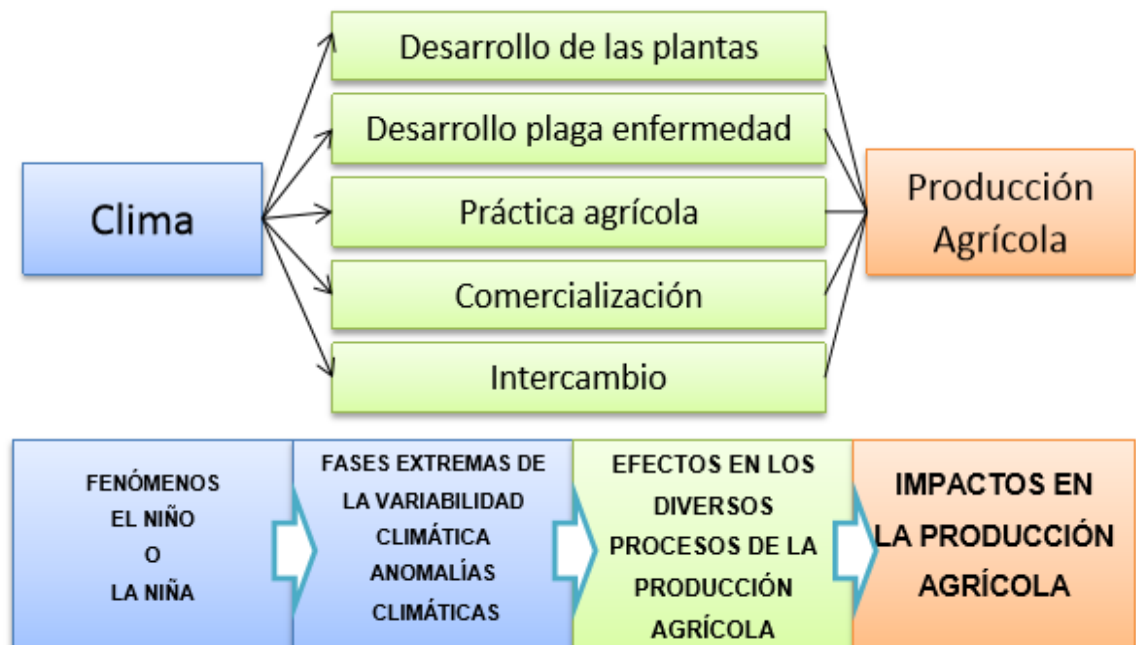 Clima
Desarrollo de las plantas
Desarrollo plaga enfermedad
Práctica agrícola
Comercialización
Intercambio
Producción
Agrícola
FENÓMENOS
EL NIÑO
O
LA NIÑA
FASES EXTREMAS DE
LA VARIABILIDAD
CLIMÁTICA
ANOMALÍAS
CLIMÁTICAS
EFECTOS EN LOS
DIVERSOS
PROCESOS DE LA
PRODUCCIÓN
AGRÍCOLA
IMPACTOS EN
LA PRODUCCIÓN
AGRÍCOLA